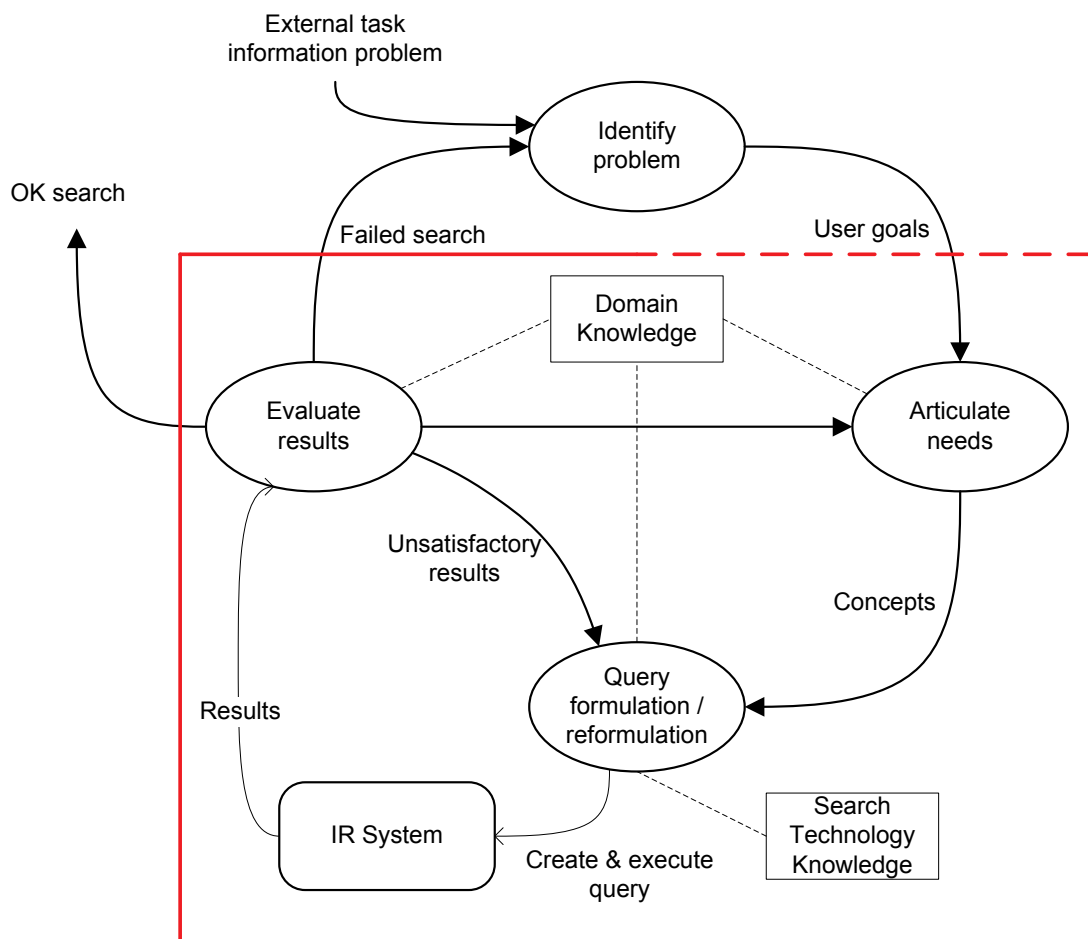 External task
information problem
Identify
problem
OK search
Failed search
User goals
Domain
Knowledge
Evaluate
results
Articulate
needs
Unsatisfactory
results
Concepts
Query
formulation /
reformulation
Results
IR System
Search
Technology
Knowledge
Create & execute
query